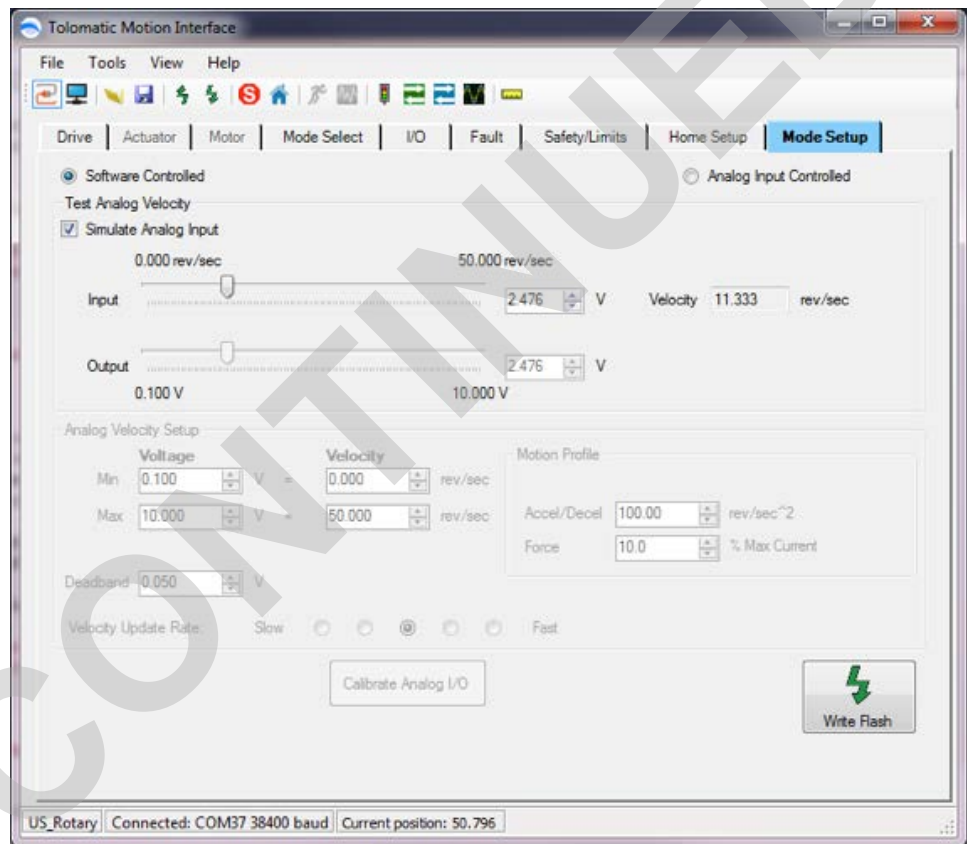 Tolomatic Motion Interface
File Tools View Help
Drive Actuator Motor Mode Select I/O Fault Safety/Limits Home Setup Mode Setup
Software Controlled Analog Input Controlled
Test Analog Velocity
Simulate Analog Input
0.000 rev/sec 50.000 rev/sec
Input 2.476 V Velocity 11.333 rev/sec
Output 2.476 V
0.100 V 10.000 V
Analog Velocity Setup
Voltage Velocity Motion Profile
Min 0.100 V = 0.000 rev/sec
Max 10.000 V = 50.000 rev/sec Accel/Decel 100.00 rev/sec^2
Force 10.0 % Max Current
Deadband 0.050 V
Velocity Update Rate: Slow Fast
Calibrate Analog I/O
Write Flash
US_Rotary Connected: COM37 38400 baud Current position: 50.796
CONTINUE